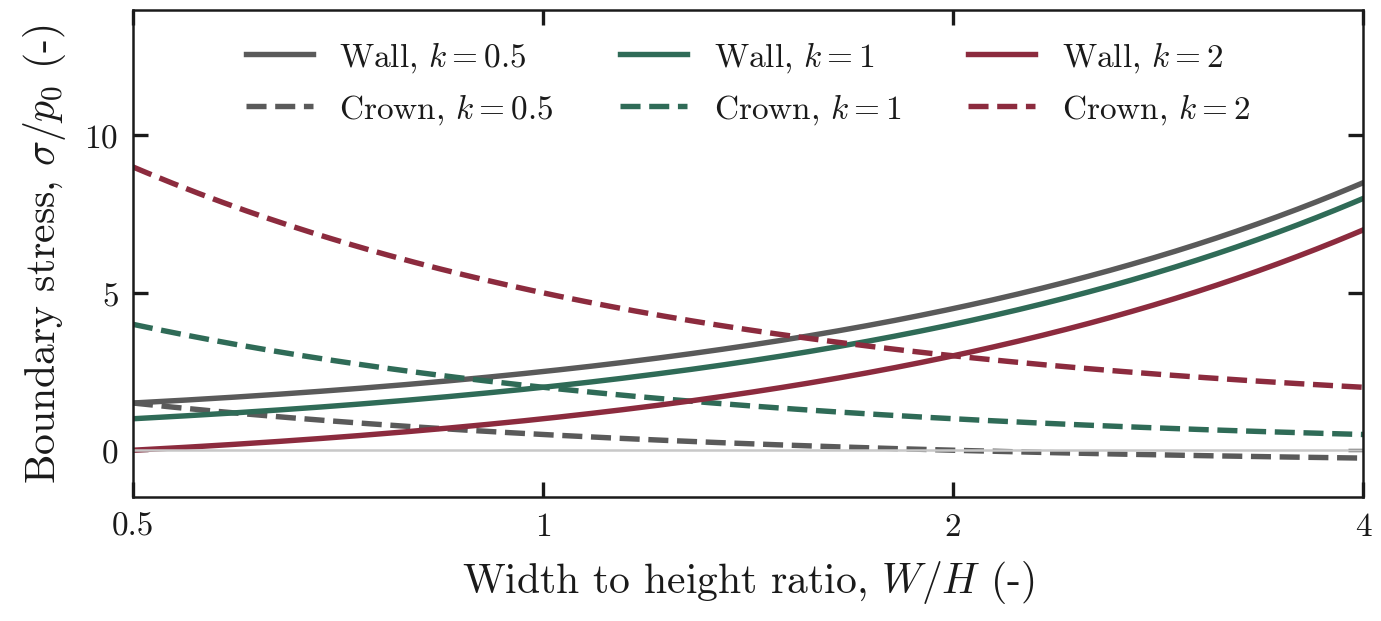 Boundary stress, σ/p₀ (-)
10
5
0
Wall, k = 0.5
Crown, k = 0.5
Wall, k = 1
Crown, k = 1
Wall, k = 2
Crown, k = 2
0.5
1
2
4
Width to height ratio, W/H (-)